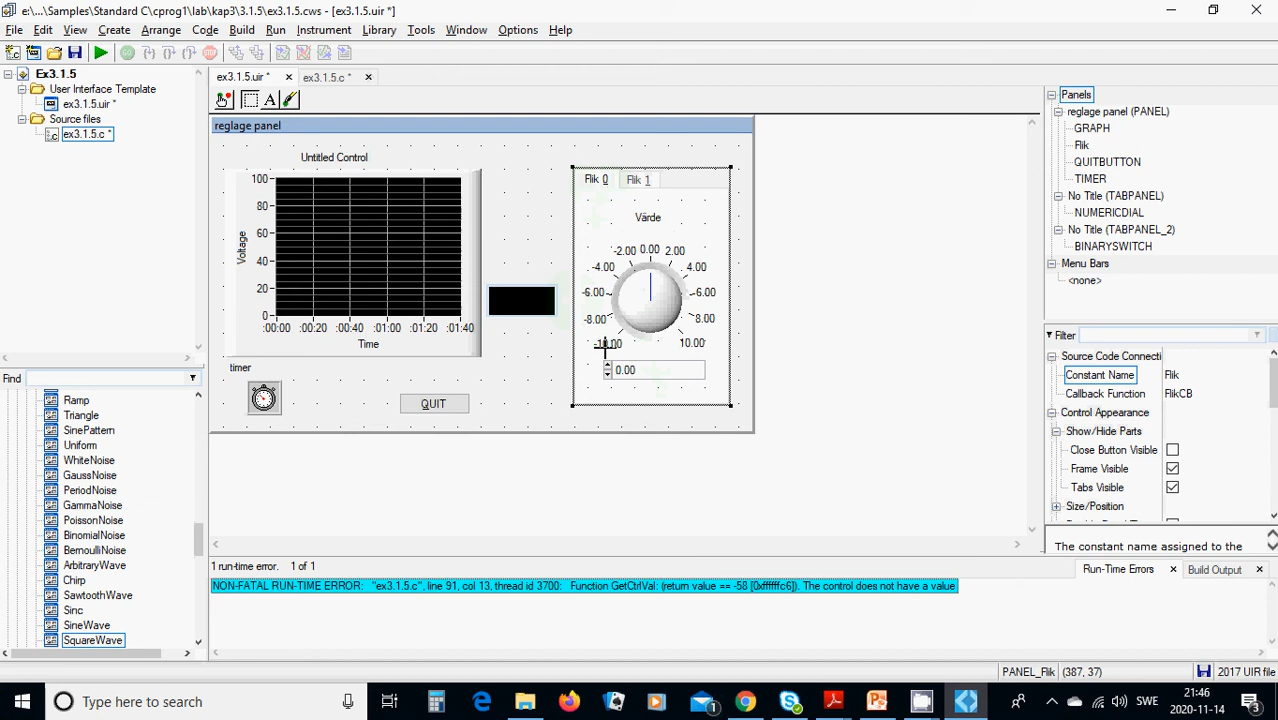 e:\...\Samples\Standard C\cprog1\lab\kap3\3.1.5\ex3.1.5.cws - [ex3.1.5.uir *]
File Edit View Create Arrange Code Build Run Instrument Library Tools Window Options Help
Ex3.1.5
User Interface Template
ex3.1.5.uir *
Source files
ex3.1.5.c *
Find
Ramp
Triangle
SinePattern
Uniform
WhiteNoise
GaussNoise
PeriodNoise
GammaNoise
PoissonNoise
BinomialNoise
BernoulliNoise
ArbitraryWave
Chirp
SawtoothWave
Sinc
SineWave
SquareWave
ex3.1.5.uir * ex3.1.5.c *
A
reglage panel
Untitled Control
100
80
60
40
20
0
Voltage
:00:00 :00:20 :00:40 :01:00 :01:20 :01:40
Time
timer
QUIT
Flik 0 Flik 1
Värde
-2.00 0.00 2.00
-4.00 4.00
-6.00 6.00
-8.00 8.00
-10.00 10.00
0.00
Panels
reglage panel (PANEL)
GRAPH
Flik
QUITBUTTON
TIMER
No Title (TABPANEL)
NUMERICDIAL
No Title (TABPANEL_2)
BINARYSWITCH
Menu Bars
<none>
Filter
Source Code Connecti
Constant Name Flik
Callback Function FlikCB
Control Appearance
Show/Hide Parts
Close Button Visible
Frame Visible
Tabs Visible
Size/Position
The constant name assigned to the
1 run-time error. 1 of 1
Run-Time Errors Build Output
NON-FATAL RUN-TIME ERROR: "ex3.1.5.c", line 91, col 13, thread id 3700: Function GetCtrlVal: (return value == -58 [0xffffffc6]). The control does not have a value
PANEL_Flik (387, 37) 2017 UIR file
Type here to search
1
SWE
21:46
2020-11-14
3